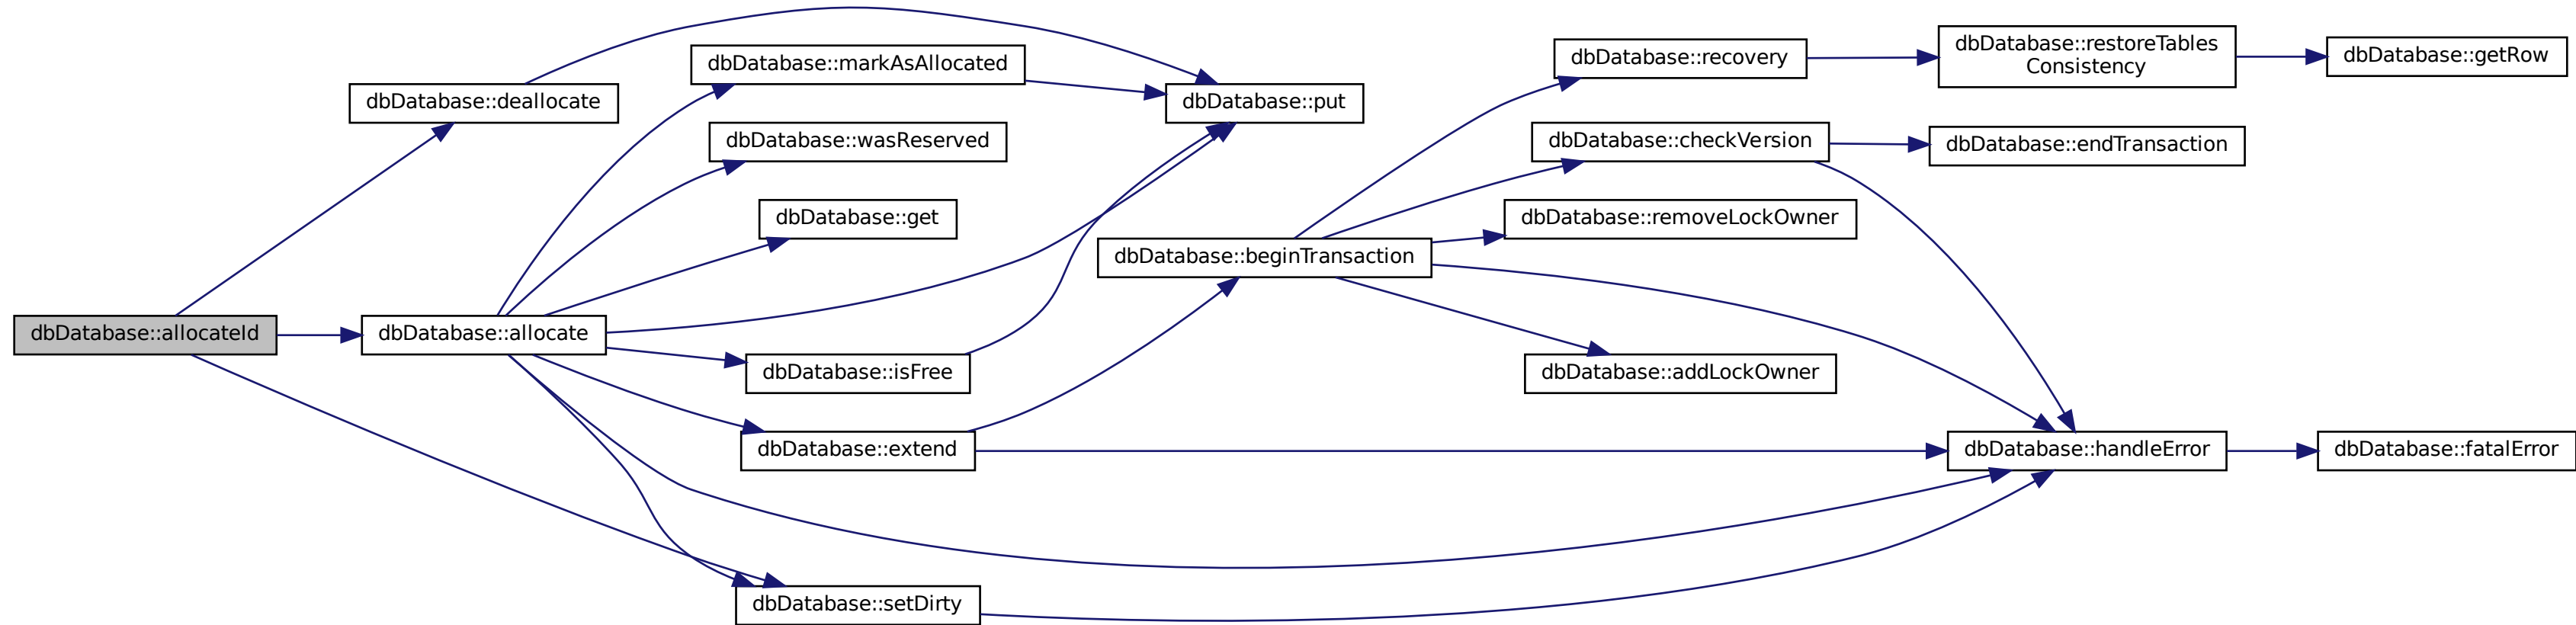 dbDatabase::allocateId
dbDatabase::deallocate
dbDatabase::allocate
dbDatabase::markAsAllocated
dbDatabase::wasReserved
dbDatabase::get
dbDatabase::isFree
dbDatabase::extend
dbDatabase::setDirty
dbDatabase::put
dbDatabase::beginTransaction
dbDatabase::recovery
dbDatabase::checkVersion
dbDatabase::removeLockOwner
dbDatabase::addLockOwner
dbDatabase::restoreTables
Consistency
dbDatabase::endTransaction
dbDatabase::handleError
dbDatabase::getRow
dbDatabase::fatalError